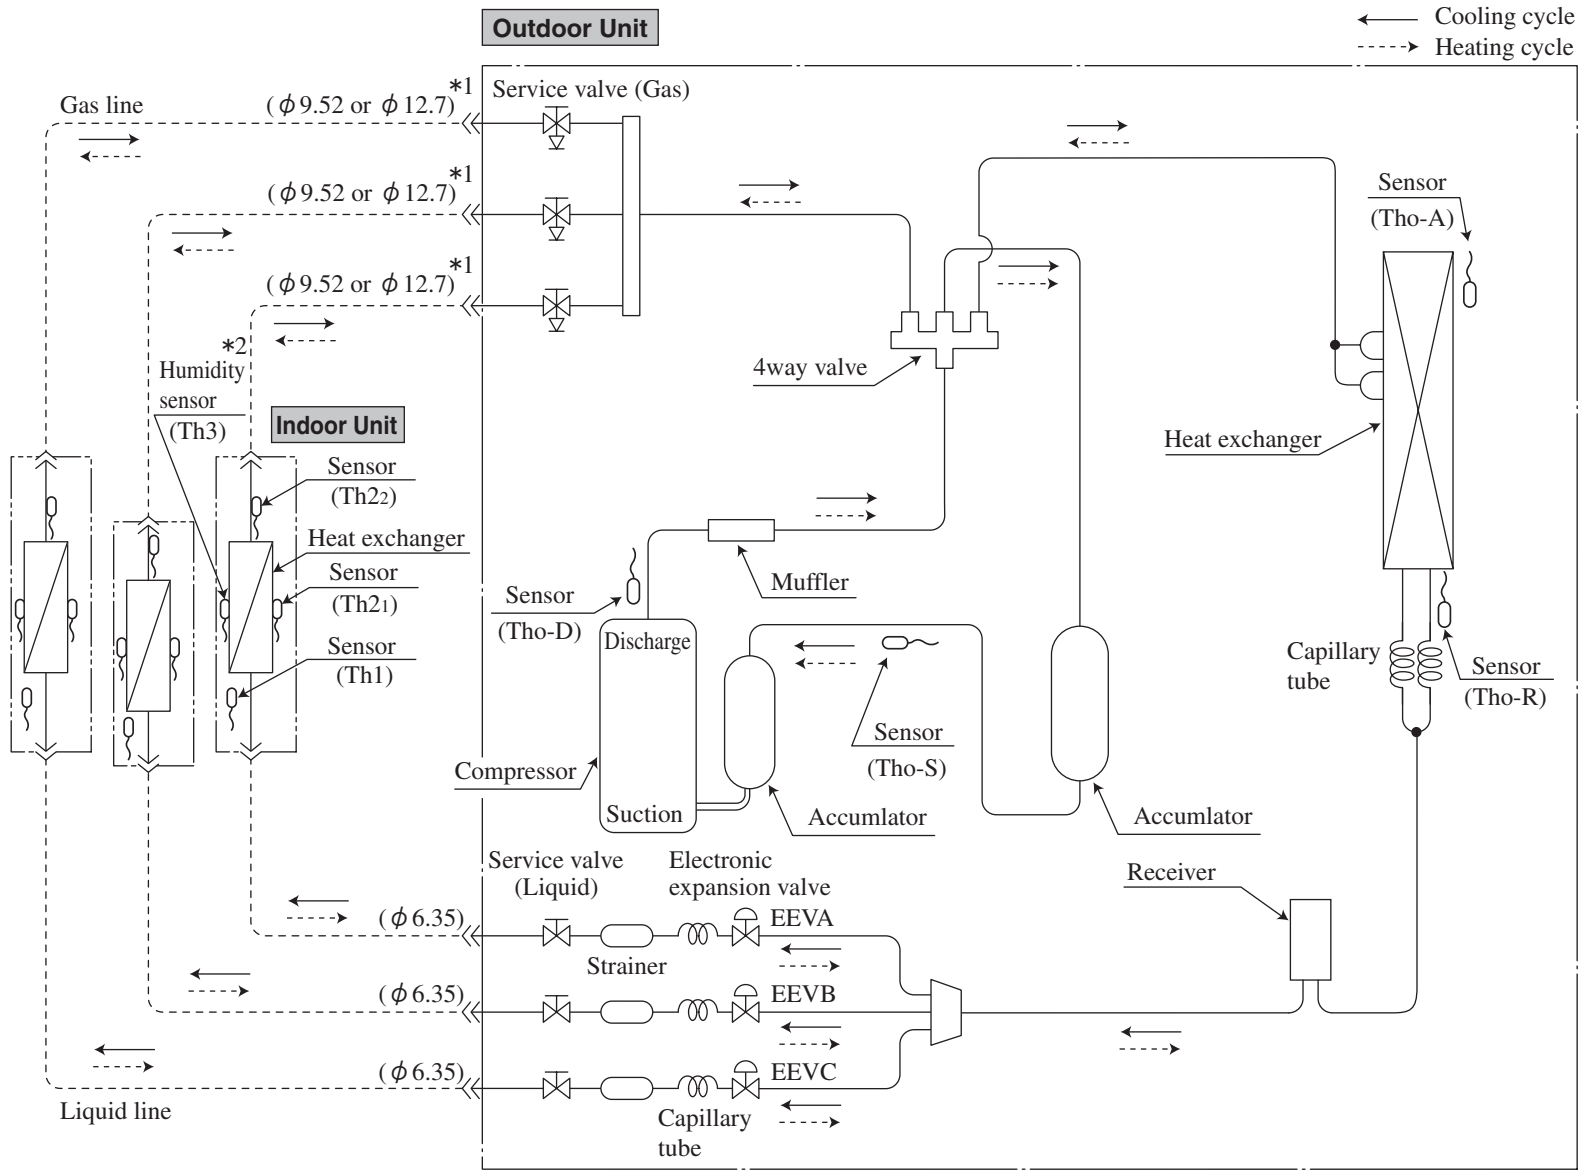 Outdoor Unit
Cooling cycle
Heating cycle
Gas line
(φ9.52 or φ12.7)*1
Service valve (Gas)
(φ9.52 or φ12.7)*1
(φ9.52 or φ12.7)*1
Sensor
(Tho-A)
*2
Humidity
sensor
(Th3)
Indoor Unit
4way valve
Heat exchanger
Sensor
(Th22)
Heat exchanger
Sensor
(Th21)
Sensor
(Th1)
Sensor
(Tho-D)
Muffler
Discharge
Suction
Compressor
Sensor
(Tho-S)
Accumlator
Accumlator
Capillary
tube
Sensor
(Tho-R)
Receiver
Service valve
(Liquid)
Electronic
expansion valve
(φ6.35)
EEVA
Strainer
(φ6.35)
EEVB
(φ6.35)
EEVC
Liquid line
Capillary
tube